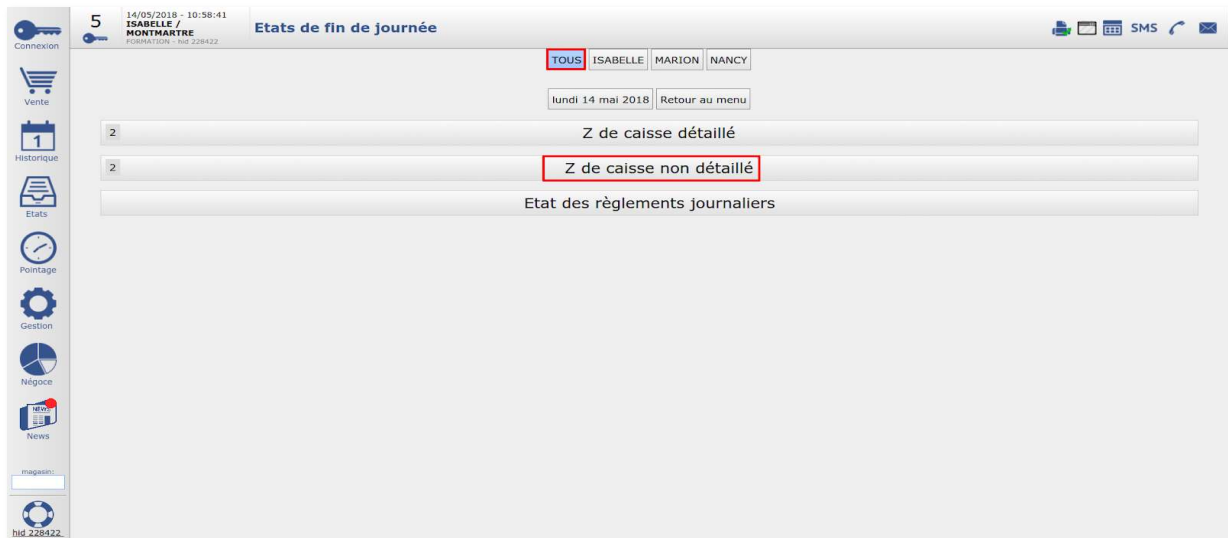 5
14/05/2018 - 10:58:41
ISABELLE /
MONTMARTRE
FORMATION - hid 228422
Etats de fin de journée
SMS
Connexion
Vente
1
Historique
Etats
Pointage
Gestion
Négoce
NEWS
News
magasin:
hid 228422
TOUS ISABELLE MARION NANCY
lundi 14 mai 2018 Retour au menu
2 Z de caisse détaillé
2 Z de caisse non détaillé
Etat des règlements journaliers